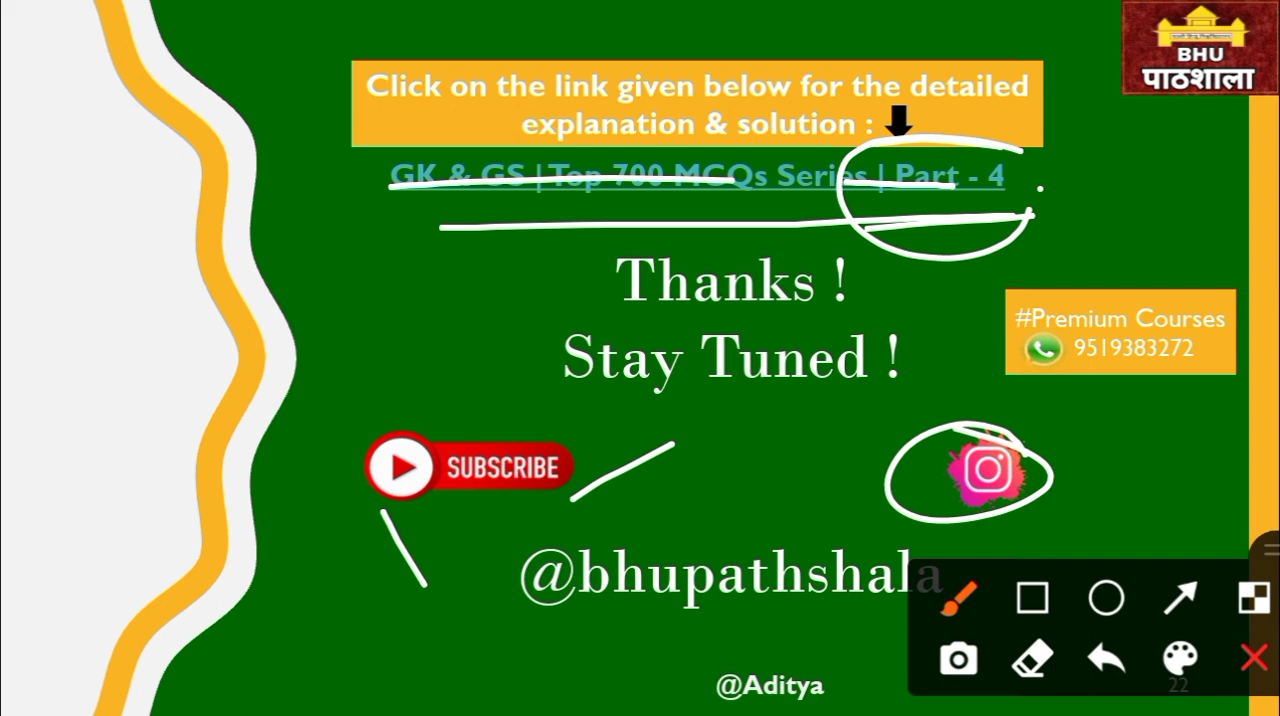 BHU
पाठशाला
Click on the link given below for the detailed
explanation & solution :
GK & GS | Top 700 MCQs Series | Part - 4
.
Thanks !
Stay Tuned !
#Premium Courses
9519383272
SUBSCRIBE
@bhupathshala
@Aditya
22